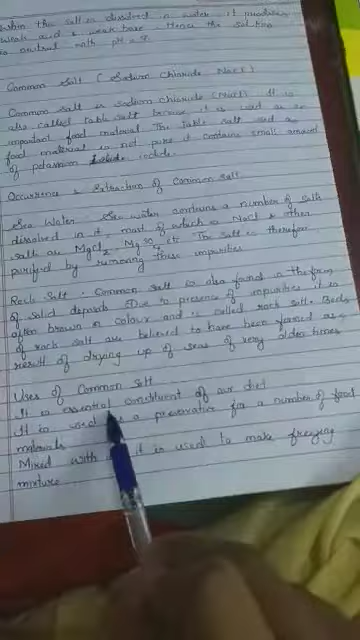 when this salt is dissolved in water it produces
weak acid & weak base. Hence the solution
is neutral with pH = 7.
Common Salt (Sodium Chloride NaCl)
Common salt is sodium chloride (NaCl). It is
also called table salt because it is used as an
important food material. The table salt used as
food material is not pure it contains small amount
of potassium include.
Occurrence & Extraction of Common Salt
Sea Water - Sea water contains a number of salts
dissolved in it, most of which is NaCl & other
salts are MgCl2, MgSO4 etc. The salt is therefore
purified by removing these impurities
Rock Salt - Common salt is also found in the form
of solid deposits. Due to presence of impurities it is
often brown in colour and is called rock salt. Beds
of rock salt are believed to have been formed as a
result of drying up of seas of very older times
Uses of Common Salt
It is essential constituent of our diet
It is used as a preservative for a number of food
materials
Mixed with it is used to make freezing
mixture